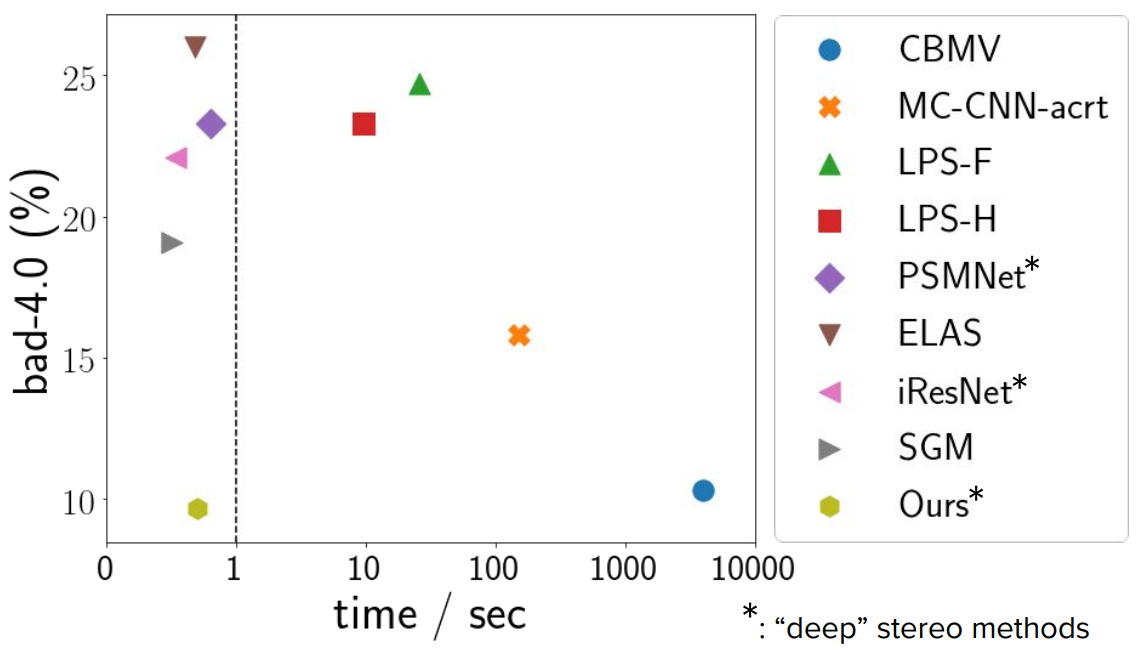 bad-4.0 (%)
25
20
15
10
0 1 10 100 1000 10000
time / sec
CBMV
MC-CNN-acrt
LPS-F
LPS-H
PSMNet*
ELAS
iResNet*
SGM
Ours*
*: “deep” stereo methods